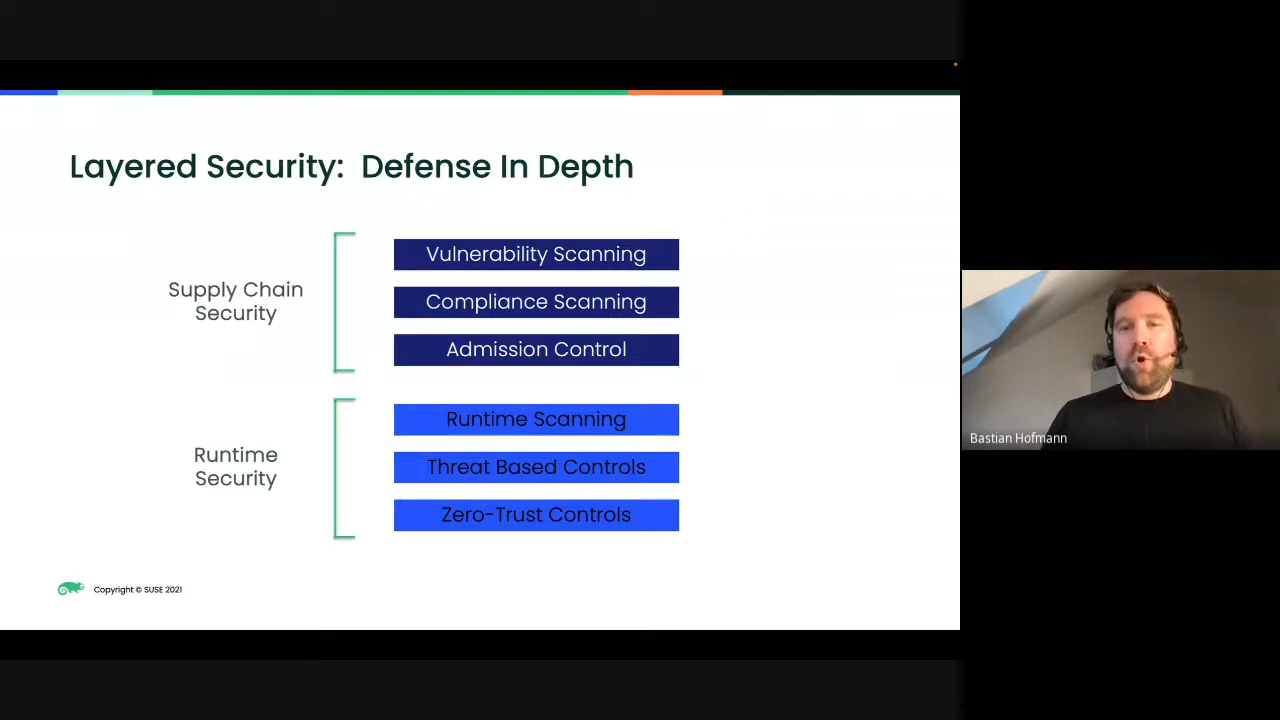 Layered Security: Defense In Depth
Supply Chain
Security
Vulnerability Scanning
Compliance Scanning
Admission Control
Runtime
Security
Runtime Scanning
Threat Based Controls
Zero-Trust Controls
Copyright © SUSE 2021
Bastian Hofmann